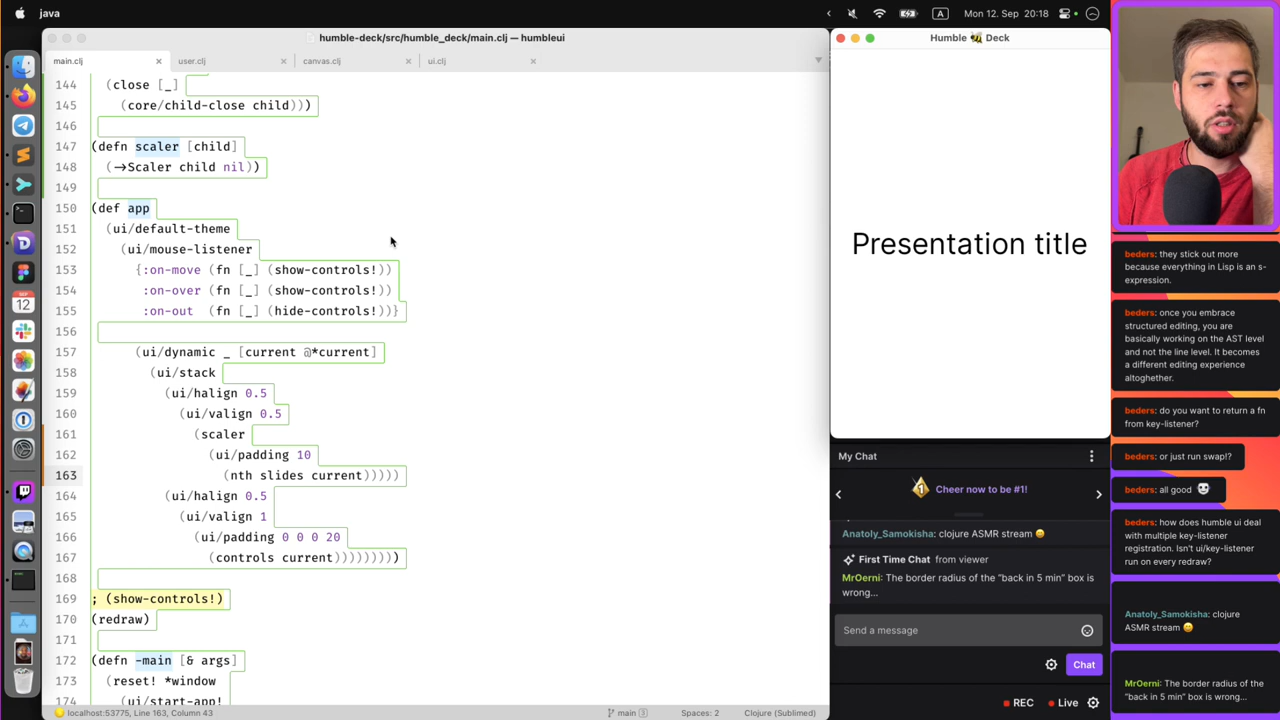 java
A
Mon 12. Sep 20:18
humble-deck/src/humble_deck/main.clj — humbleui
main.clj
user.clj
canvas.clj
ui.clj
144 (close [_]
145 (core/child-close child)))
146
147 (defn scaler [child]
148 (->Scaler child nil))
149
150 (def app
151 (ui/default-theme
152 (ui/mouse-listener
153 {:on-move (fn [_] (show-controls!))
154 :on-over (fn [_] (show-controls!))
155 :on-out (fn [_] (hide-controls!))}
156
157 (ui/dynamic _ [current @*current]
158 (ui/stack
159 (ui/halign 0.5
160 (ui/valign 0.5
161 (scaler
162 (ui/padding 10
163 (nth slides current)))))
164 (ui/halign 0.5
165 (ui/valign 1
166 (ui/padding 0 0 0 20
167 (controls current)))))))))
168
169 ; (show-controls!)
170 (redraw)
171
172 (defn -main [& args]
173 (reset! *window
174 (ui/start-app!
localhost:53775, Line 163, Column 43
main 3
Spaces: 2
Clojure (Sublimed)
SEP
12
Humble 🐝 Deck
Presentation title
My Chat
1
Cheer now to be #1!
Anatoly_Samokisha: clojure ASMR stream 😄
First Time Chat from viewer
MrOerni: The border radius of the "back in 5 min" box is
wrong...
Send a message
Chat
REC
Live
beders: they stick out more
because everything in Lisp is an s-
expression.
beders: once you embrace
structured editing, you are
basically working on the AST level
and not the line level. It becomes
a different editing experience
altoghether.
beders: do you want to return a fn
from key-listener?
beders: or just run swap!?
beders: all good
beders: how does humble ui deal
with multiple key-listener
registration. Isn't ui/key-listener
run on every redraw?
Anatoly_Samokisha: clojure
ASMR stream 😄
MrOerni: The border radius of the
"back in 5 min" box is wrong...